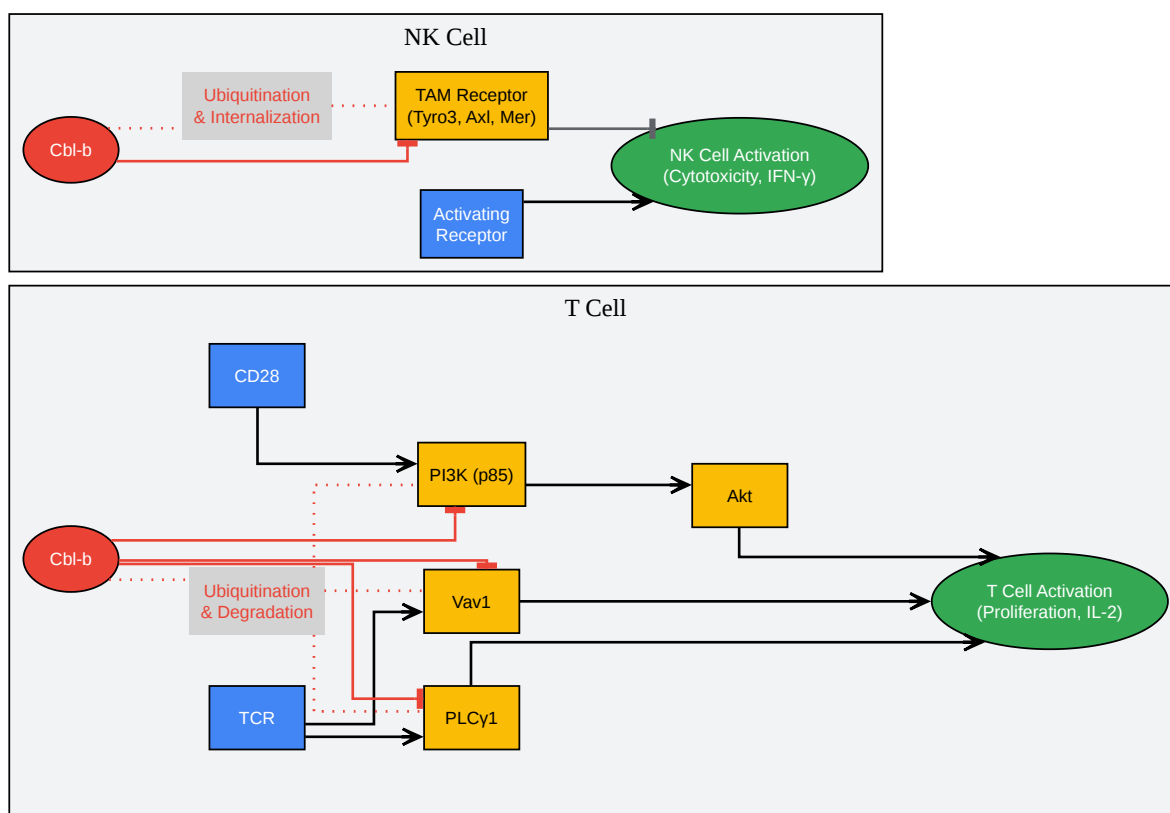 NK Cell
Ubiquitination
& Internalization
TAM Receptor
(Tyro3, Axl, Mer)
Cbl-b
NK Cell Activation
(Cytotoxicity, IFN-γ)
Activating
Receptor
T Cell
CD28
PI3K (p85)
Akt
Cbl-b
Ubiquitination
& Degradation
Vav1
T Cell Activation
(Proliferation, IL-2)
TCR
PLCγ1